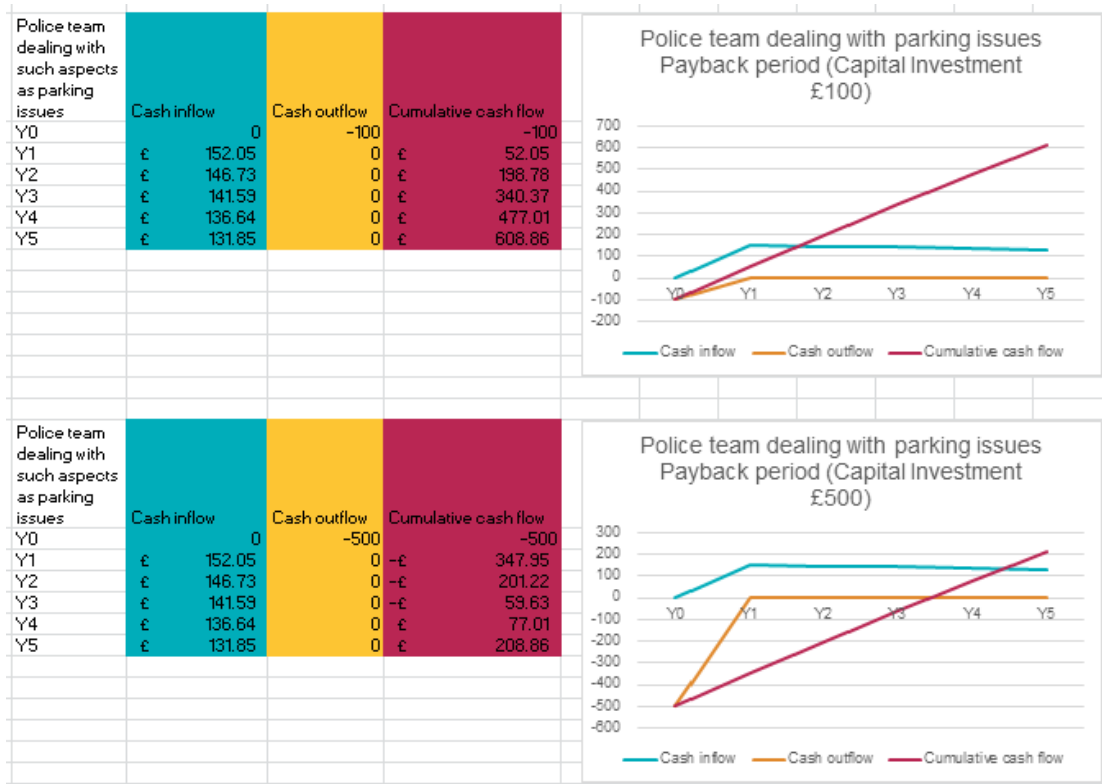 Police team
dealing with
such aspects
as parking
issues Cash inflow Cash outflow Cumulative cash flow
Y0 0 -100 -100
Y1 £ 152.05 0 £ 52.05
Y2 £ 146.73 0 £ 198.78
Y3 £ 141.59 0 £ 340.37
Y4 £ 136.64 0 £ 477.01
Y5 £ 131.85 0 £ 608.86
Police team dealing with parking issues
Payback period (Capital Investment
£100)
700
600
500
400
300
200
100
0
-100
-200
Y0 Y1 Y2 Y3 Y4 Y5
Cash inflow Cash outflow Cumulative cash flow
Police team
dealing with
such aspects
as parking
issues Cash inflow Cash outflow Cumulative cash flow
Y0 0 -500 -500
Y1 £ 152.05 0 -£ 347.95
Y2 £ 146.73 0 -£ 201.22
Y3 £ 141.59 0 -£ 59.63
Y4 £ 136.64 0 £ 77.01
Y5 £ 131.85 0 £ 208.86
Police team dealing with parking issues
Payback period (Capital Investment
£500)
300
200
100
0
-100
-200
-300
-400
-500
-600
Y0 Y1 Y2 Y3 Y4 Y5
Cash inflow Cash outflow Cumulative cash flow